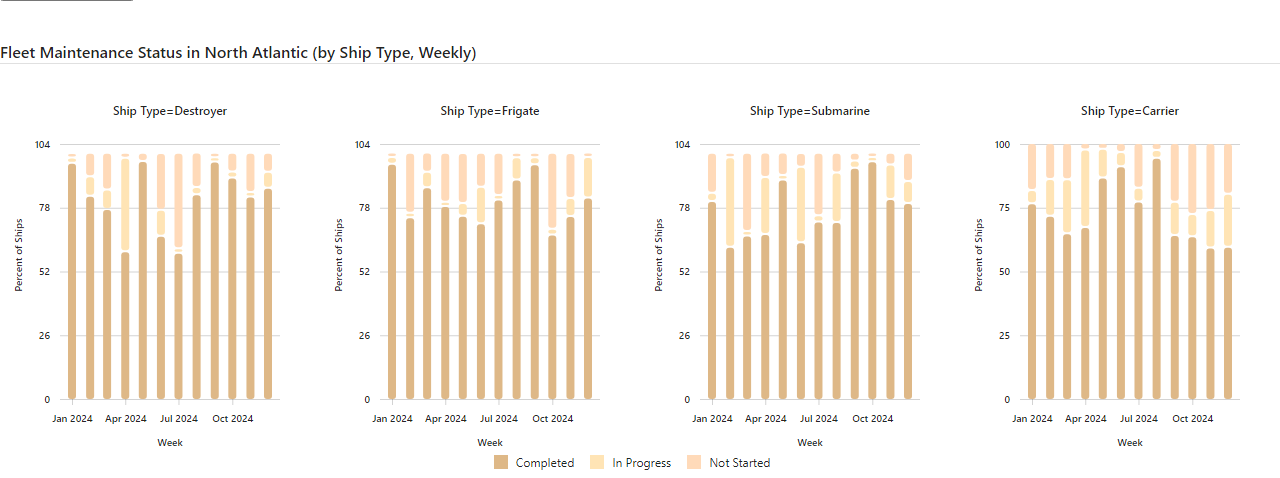 Fleet Maintenance Status in North Atlantic (by Ship Type, Weekly)
Ship Type=Destroyer
Ship Type=Frigate
Ship Type=Submarine
Ship Type=Carrier
104
78
52
26
0
Percent of Ships
Jan 2024 Apr 2024 Jul 2024 Oct 2024
Week
104
78
52
26
0
Percent of Ships
Jan 2024 Apr 2024 Jul 2024 Oct 2024
Week
104
78
52
26
0
Percent of Ships
Jan 2024 Apr 2024 Jul 2024 Oct 2024
Week
100
75
50
25
0
Percent of Ships
Jan 2024 Apr 2024 Jul 2024 Oct 2024
Week
Completed In Progress Not Started